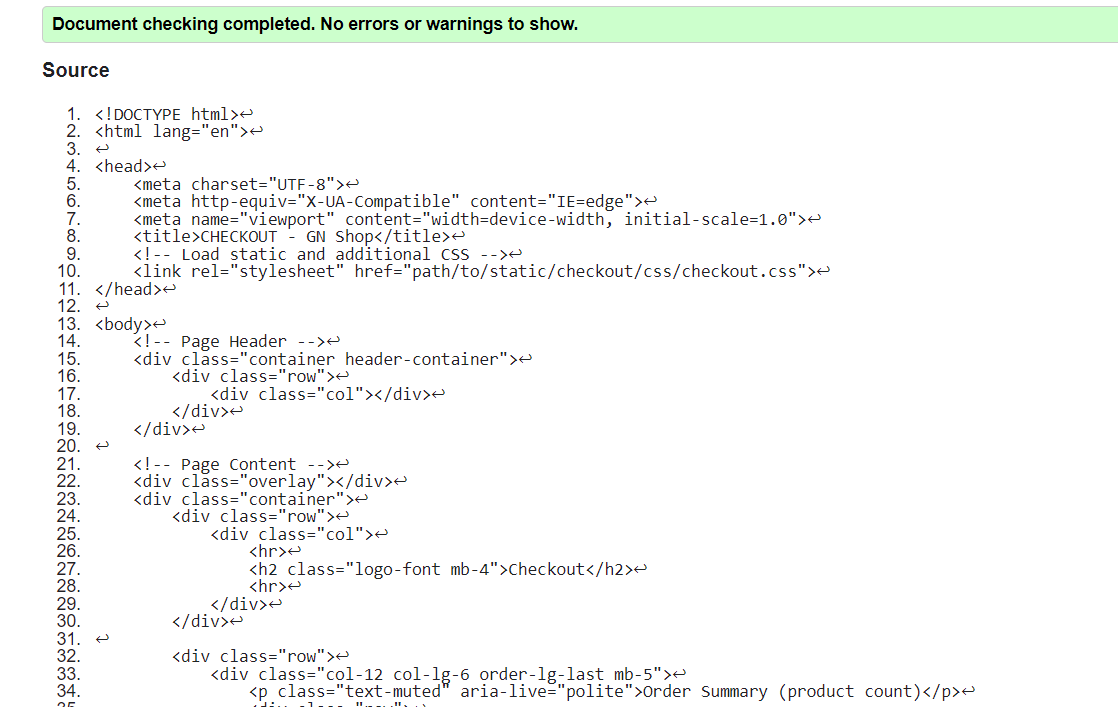 Document checking completed. No errors or warnings to show.
Source
1. <!DOCTYPE html>↩
2. <html lang="en">↩
3. ↩
4. <head>↩
5.     <meta charset="UTF-8">↩
6.     <meta http-equiv="X-UA-Compatible" content="IE=edge">↩
7.     <meta name="viewport" content="width=device-width, initial-scale=1.0">↩
8.     <title>CHECKOUT - GN Shop</title>↩
9.     <!-- Load static and additional CSS -->↩
10.     <link rel="stylesheet" href="path/to/static/checkout/css/checkout.css">↩
11. </head>↩
12. ↩
13. <body>↩
14.     <!-- Page Header -->↩
15.     <div class="container header-container">↩
16.         <div class="row">↩
17.             <div class="col"></div>↩
18.         </div>↩
19.     </div>↩
20. ↩
21.     <!-- Page Content -->↩
22.     <div class="overlay"></div>↩
23.     <div class="container">↩
24.         <div class="row">↩
25.             <div class="col">↩
26.                 <hr>↩
27.                 <h2 class="logo-font mb-4">Checkout</h2>↩
28.                 <hr>↩
29.             </div>↩
30.         </div>↩
31. ↩
32.         <div class="row">↩
33.             <div class="col-12 col-lg-6 order-lg-last mb-5">↩
34.                 <p class="text-muted" aria-live="polite">Order Summary (product count)</p>↩